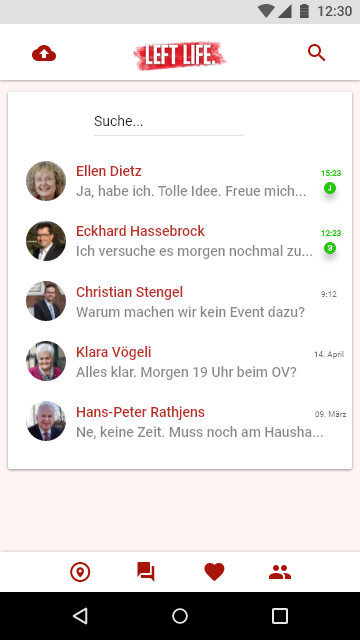 12:30
LEFT LIFE.
Suche...
Ellen Dietz 15:23
Ja, habe ich. Tolle Idee. Freue mich...
Eckhard Hassebrock 12:23
Ich versuche es morgen nochmal zu...
Christian Stengel 9:12
Warum machen wir kein Event dazu?
Klara Vögeli 14. April
Alles klar. Morgen 19 Uhr beim OV?
Hans-Peter Rathjens 09. März
Ne, keine Zeit. Muss noch am Hausha...